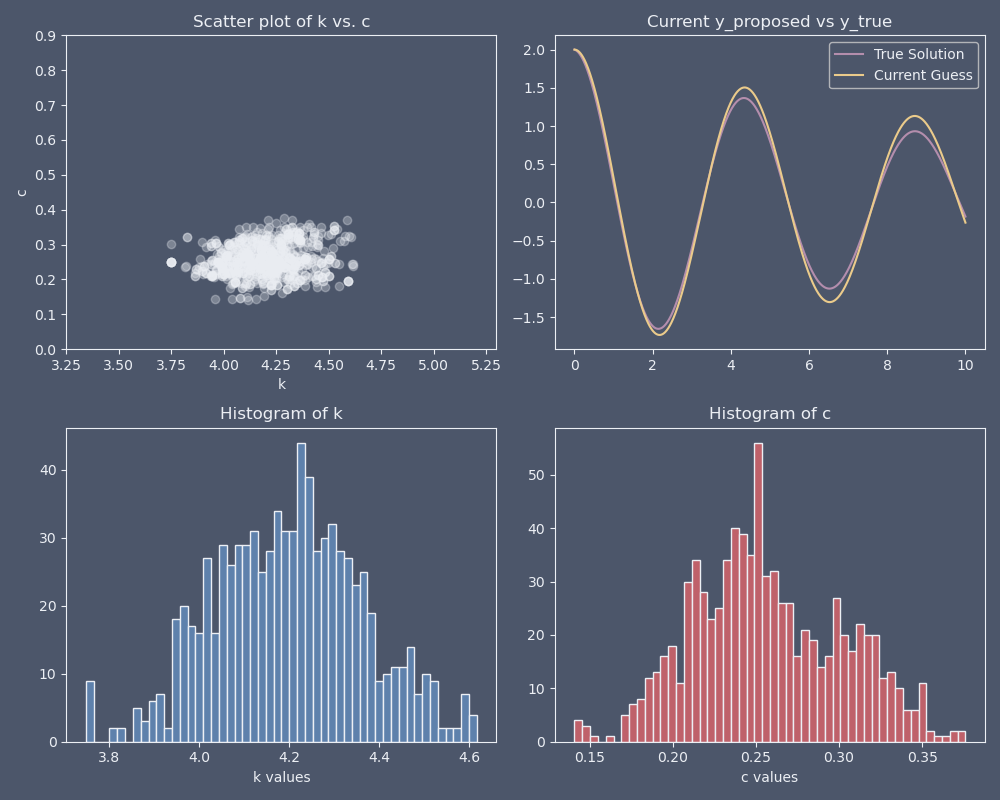 Scatter plot of k vs. c
0.9
0.8
0.7
0.6
0.5
0.4
0.3
0.2
0.1
0.0
c
3.25 3.50 3.75 4.00 4.25 4.50 4.75 5.00 5.25
k
Current y_proposed vs y_true
True Solution
Current Guess
2.0
1.5
1.0
0.5
0.0
−0.5
−1.0
−1.5
0 2 4 6 8 10
Histogram of k
40
30
20
10
0
3.8 4.0 4.2 4.4 4.6
k values
Histogram of c
50
40
30
20
10
0
0.15 0.20 0.25 0.30 0.35
c values